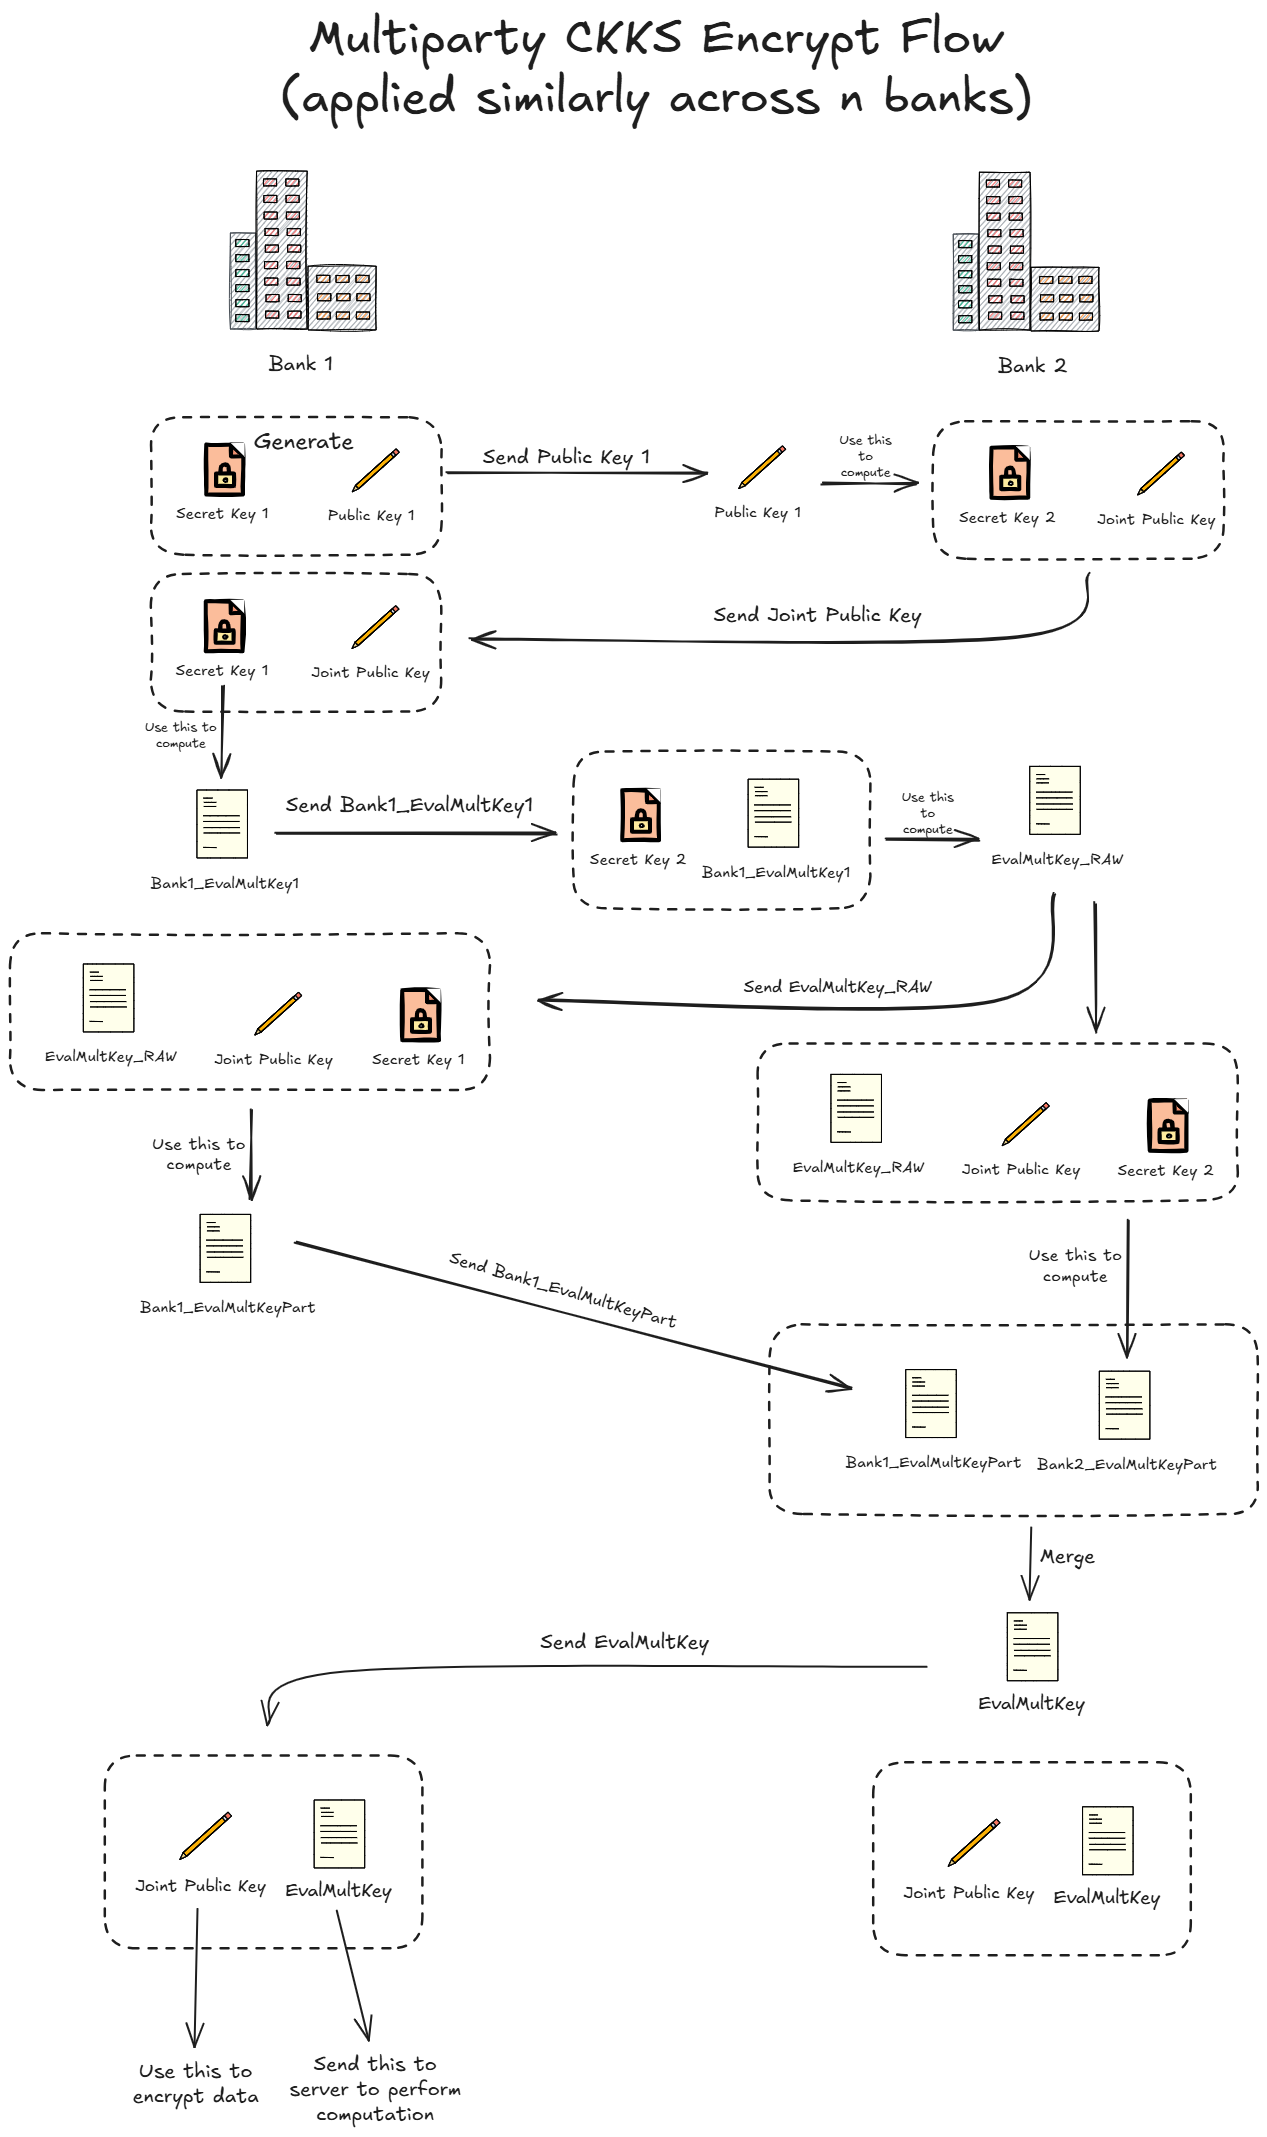 Multiparty CKKS Encrypt Flow
(applied similarly across n banks)
Bank 1
Bank 2
Generate
Secret Key 1
Public Key 1
Send Public Key 1
Public Key 1
Use this
to
compute
Secret Key 2
Joint Public Key
Send Joint Public Key
Secret Key 1
Joint Public Key
Use this to
compute
Bank1_EvalMultKey1
Send Bank1_EvalMultKey1
Secret Key 2
Bank1_EvalMultKey1
Use this
to
compute
EvalMultKey_RAW
Send EvalMultKey_RAW
EvalMultKey_RAW
Joint Public Key
Secret Key 1
EvalMultKey_RAW
Joint Public Key
Secret Key 2
Use this to
compute
Bank1_EvalMultKeyPart
Send Bank1_EvalMultKeyPart
Use this to
compute
Bank1_EvalMultKeyPart
Bank2_EvalMultKeyPart
Merge
EvalMultKey
Send EvalMultKey
Joint Public Key
EvalMultKey
Joint Public Key
EvalMultKey
Use this to
encrypt data
Send this to
server to perform
computation